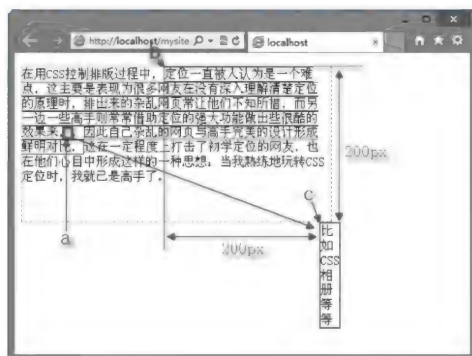 http://localhost/mysite
localhost
b
在用CSS控制排版过程中，定位一直被人认为是一个难
点，这主要是表现为很多网友在没有深入理解清楚定位
的原理时，排出来的杂乱网页常让他们不知所措，而另
一边一些高手则常常借助定位的强大功能做出些很酷的
效果来，因此自己杂乱的网页与高手完美的设计形成
鲜明对比，这在一定程度上打击了初学定位的网友，也
在他们心目中形成这样的一种思想：当我熟练地玩转CSS
定位时，我就已是高手了。
200px
c
a
200px
比
如
CSS
相
册
等
等